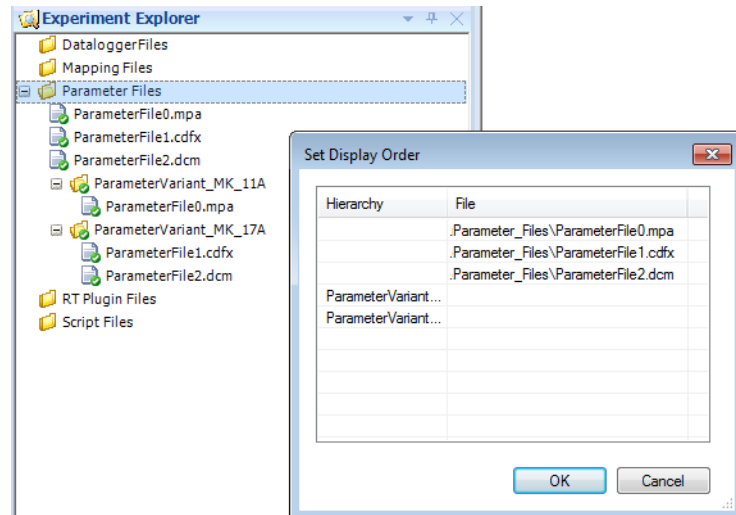 Experiment Explorer
DataloggerFiles
Mapping Files
Parameter Files
ParameterFile0.mpa
ParameterFile1.cdfx
ParameterFile2.dcm
ParameterVariant_MK_11A
ParameterFile0.mpa
ParameterVariant_MK_17A
ParameterFile1.cdfx
ParameterFile2.dcm
RT Plugin Files
Script Files
Set Display Order
Hierarchy File
.Parameter_Files\ParameterFile0.mpa
.Parameter_Files\ParameterFile1.cdfx
.Parameter_Files\ParameterFile2.dcm
ParameterVariant...
ParameterVariant...
OK Cancel